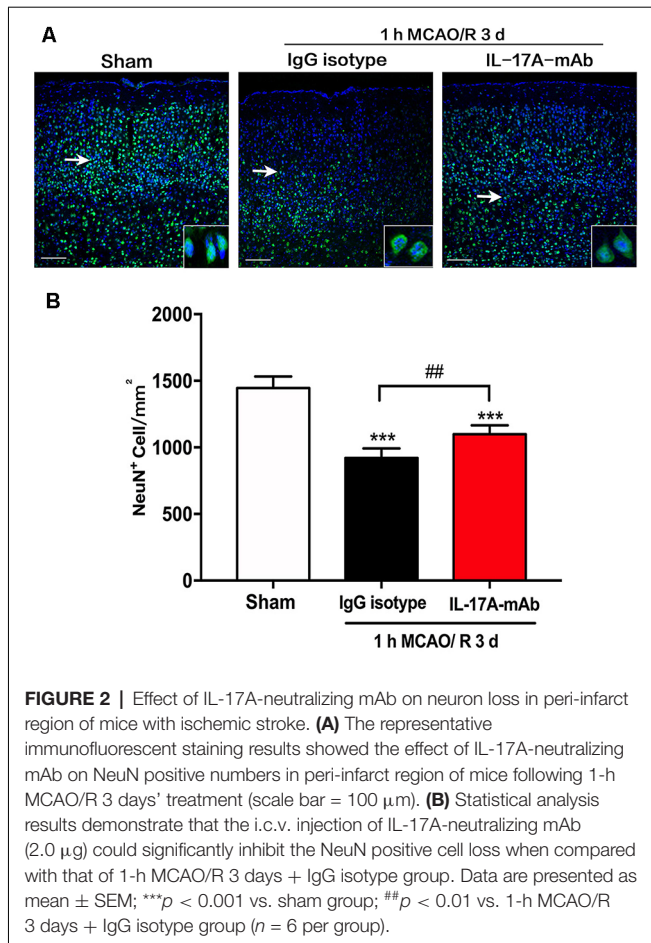 A
1 h MCAO/R 3 d
Sham
IgG isotype
IL-17A-mAb
B
2000
1500
1000
500
0
NeuN+ Cell/mm2
***
##
***
Sham
IgG isotype
IL-17A-mAb
1 h MCAO/ R 3 d
FIGURE 2 | Effect of IL-17A-neutralizing mAb on neuron loss in peri-infarct
region of mice with ischemic stroke. (A) The representative
immunofluorescent staining results showed the effect of IL-17A-neutralizing
mAb on NeuN positive numbers in peri-infarct region of mice following 1-h
MCAO/R 3 days' treatment (scale bar = 100 μm). (B) Statistical analysis
results demonstrate that the i.c.v. injection of IL-17A-neutralizing mAb
(2.0 μg) could significantly inhibit the NeuN positive cell loss when compared
with that of 1-h MCAO/R 3 days + IgG isotype group. Data are presented as
mean ± SEM; ***p < 0.001 vs. sham group; ##p < 0.01 vs. 1-h MCAO/R
3 days + IgG isotype group (n = 6 per group).